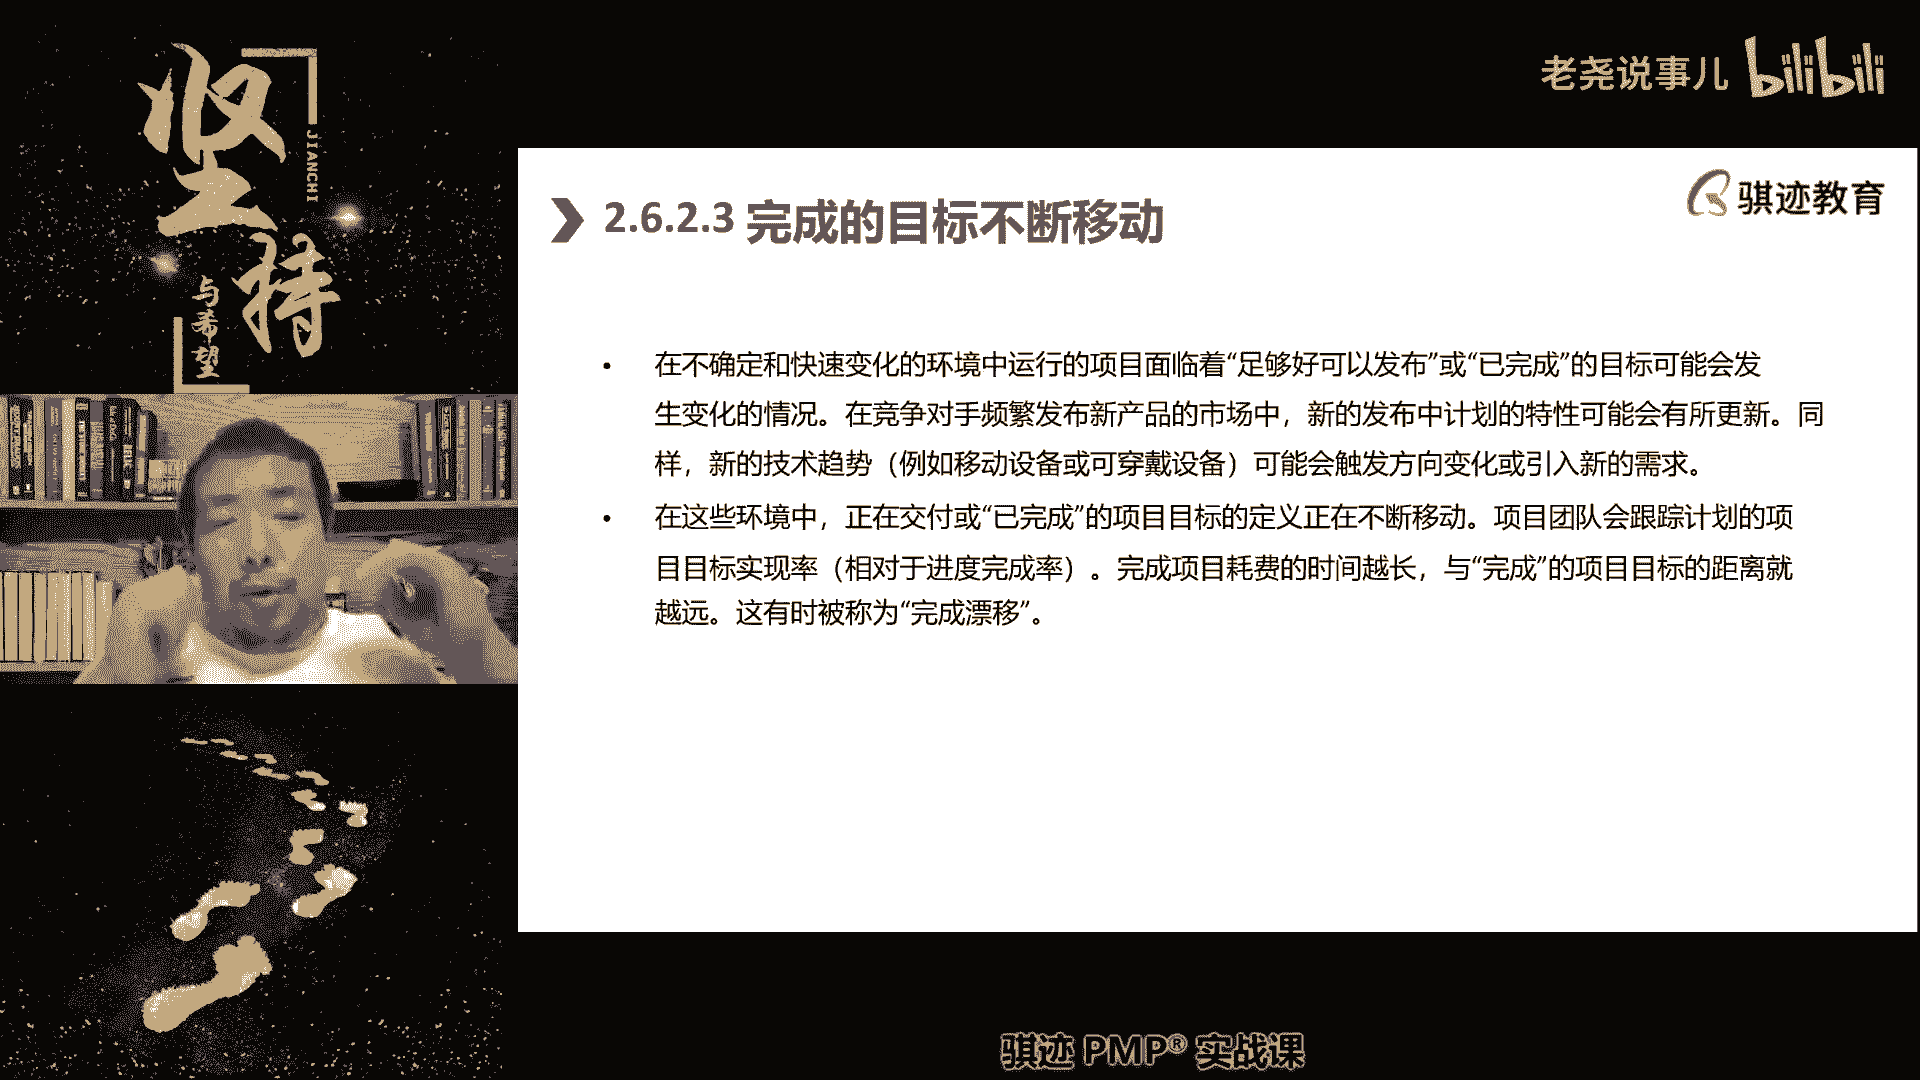 坚持
JIANCHI
与希望
老尧说事儿 bilibili
骐迹教育
2.6.2.3 完成的目标不断移动
• 在不确定和快速变化的环境中运行的项目面临着“足够好可以发布”或“已完成”的目标可能会发
生变化的情况。在竞争对手频繁发布新产品的市场中，新的发布中计划的特性可能会有所更新。同
样，新的技术趋势（例如移动设备或可穿戴设备）可能会触发方向变化或引入新的需求。
• 在这些环境中，正在交付或“已完成”的项目目标的定义正在不断移动。项目团队会跟踪计划的项
目目标实现率（相对于进度完成率）。完成项目耗费的时间越长，与“完成”的项目目标的距离就
越远。这有时被称为“完成漂移”。
骐迹 PMP® 实战课